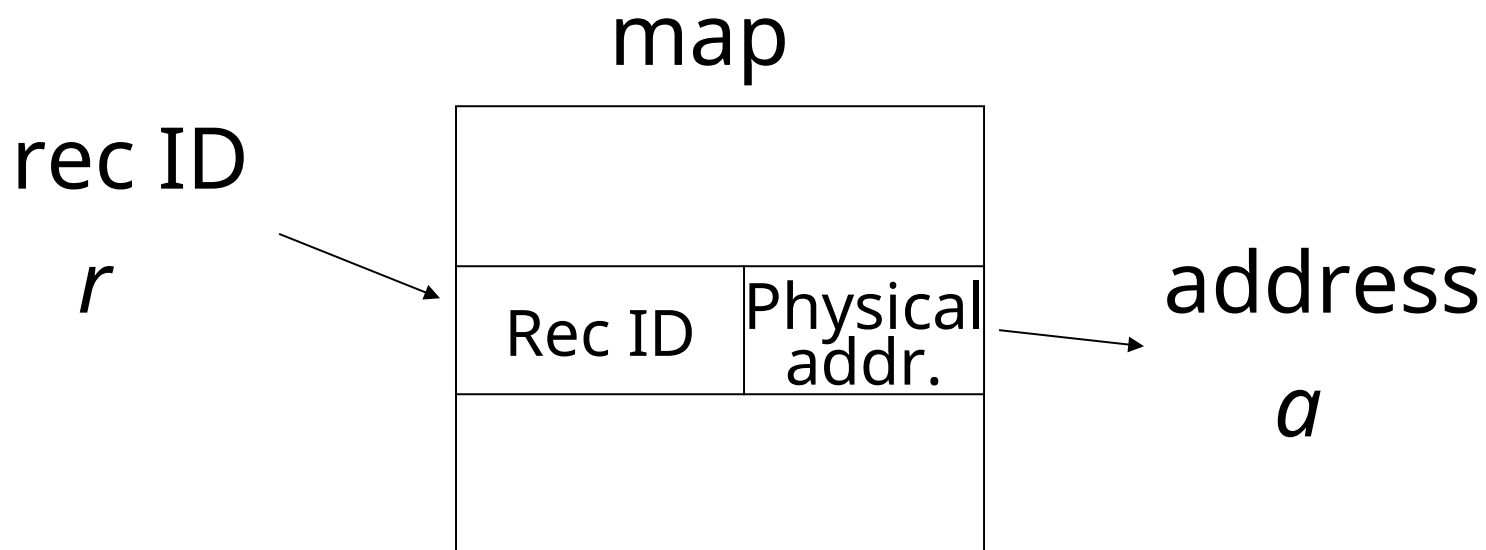 map
rec ID
r
Rec ID
Physical
addr.
address
a